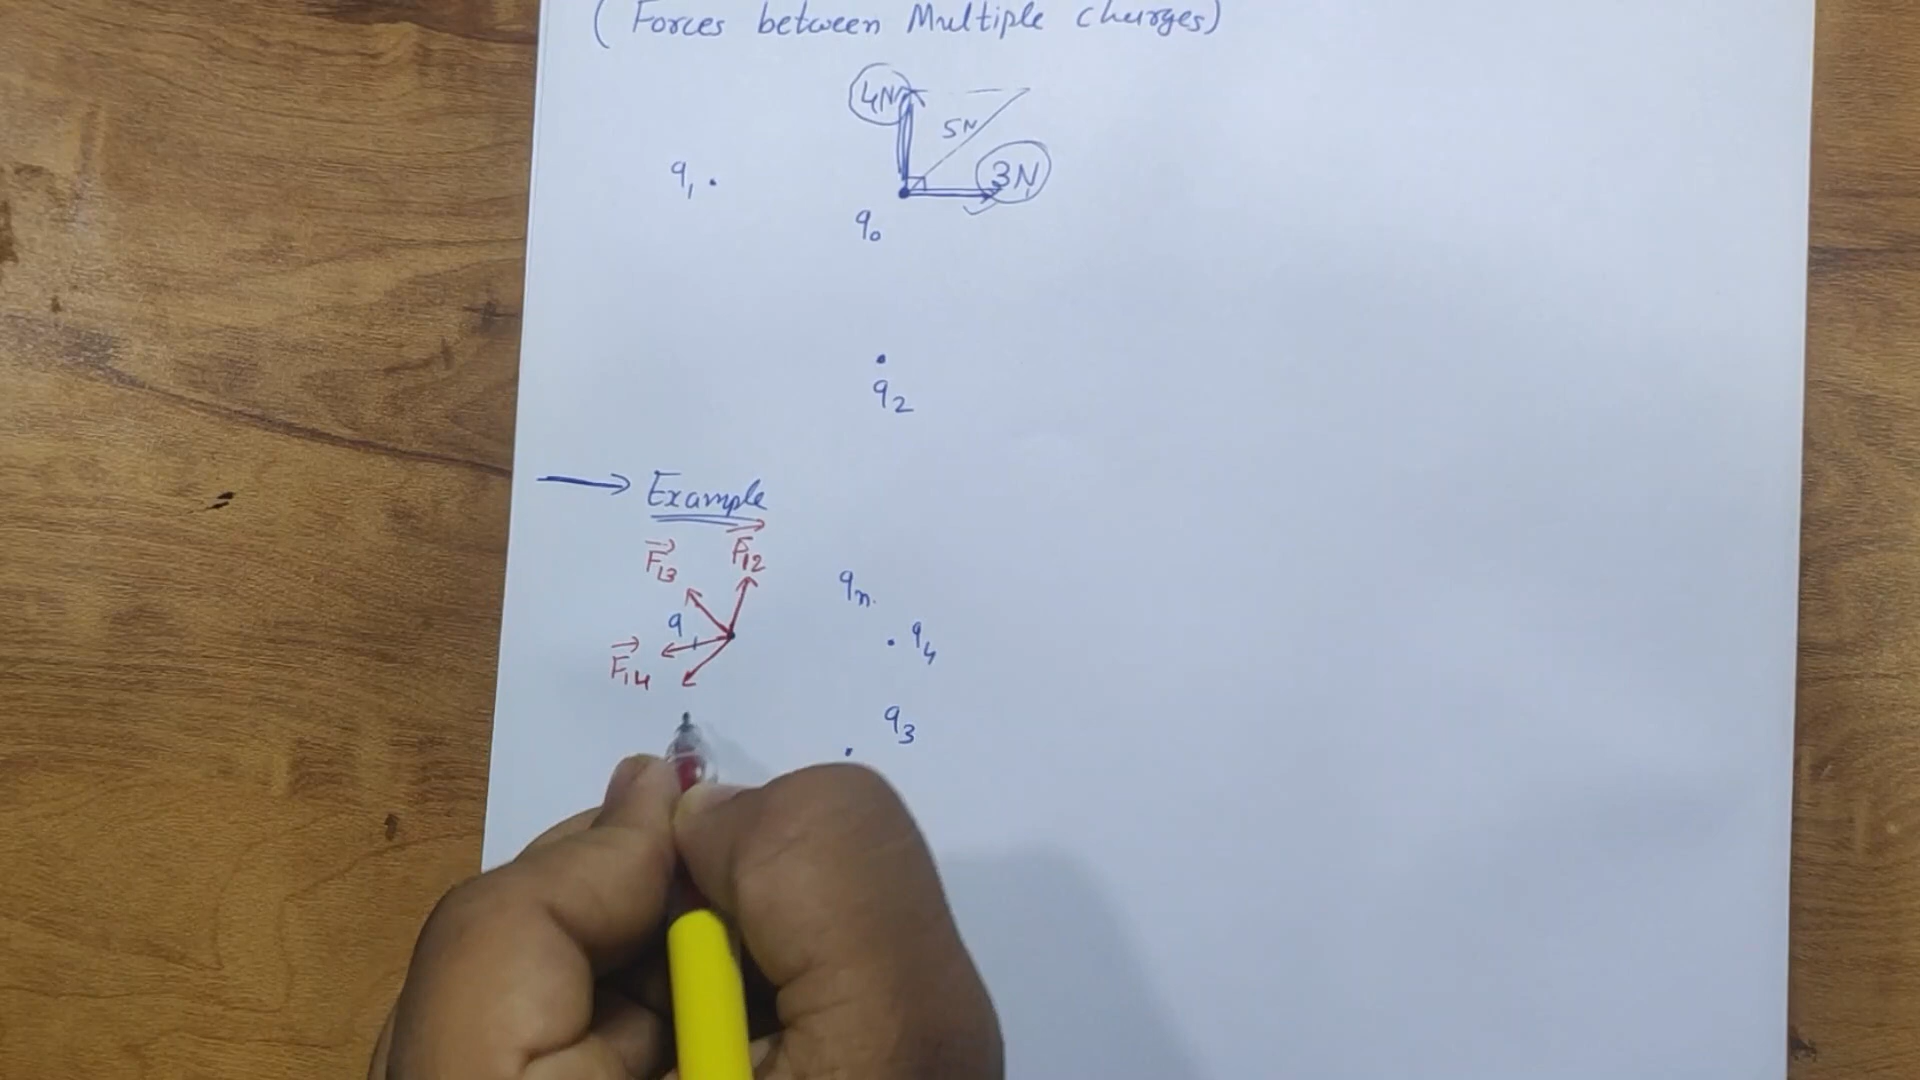 (Forces between Multiple charges)
4N
5N
q₁
3N
q₀
q₂
→ Example
F₁₃ F₁₂
qₙ
q
q₄
F₁₄
q₃